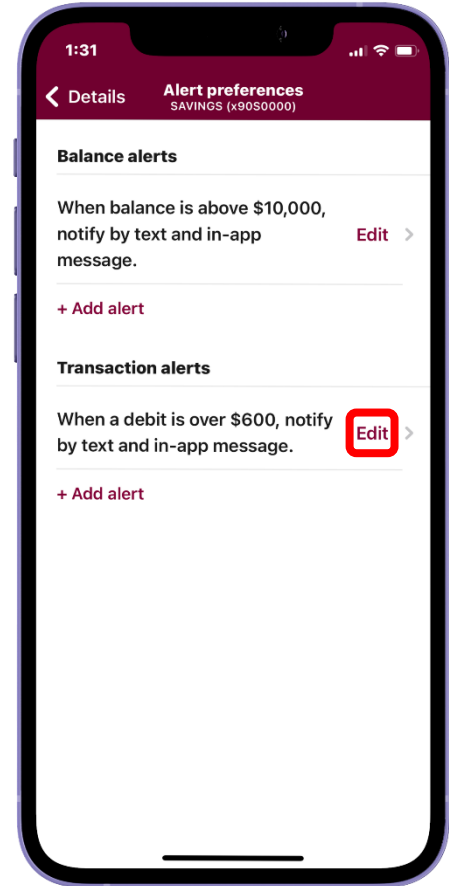 1:31
Details
Alert preferences
SAVINGS (x90S0000)
Balance alerts
When balance is above $10,000,
notify by text and in-app
message.
Edit
+ Add alert
Transaction alerts
When a debit is over $600, notify
by text and in-app message.
Edit
+ Add alert